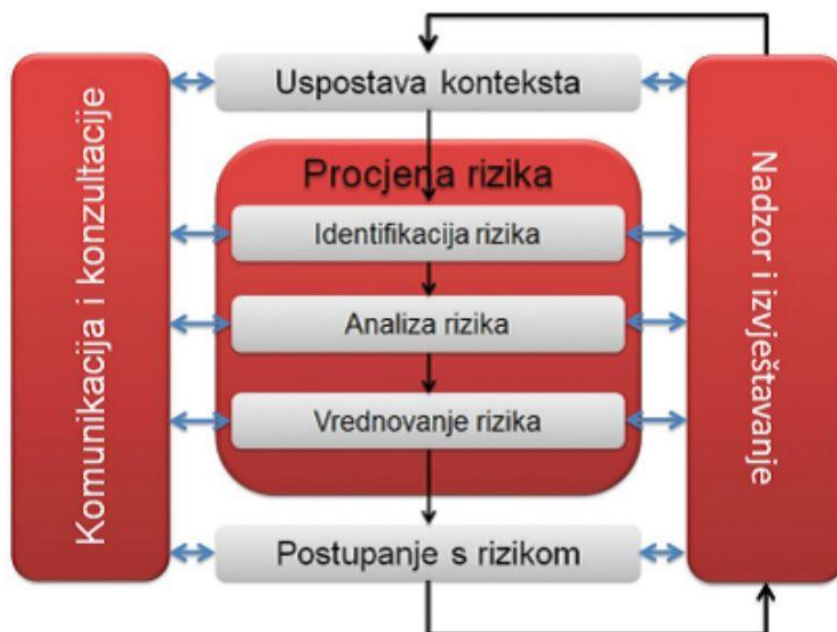 Komunikacija i konzultacije
Uspostava konteksta
Procjena rizika
Identifikacija rizika
Analiza rizika
Vrednovanje rizika
Postupanje s rizikom
Nadzor i izvještavanje